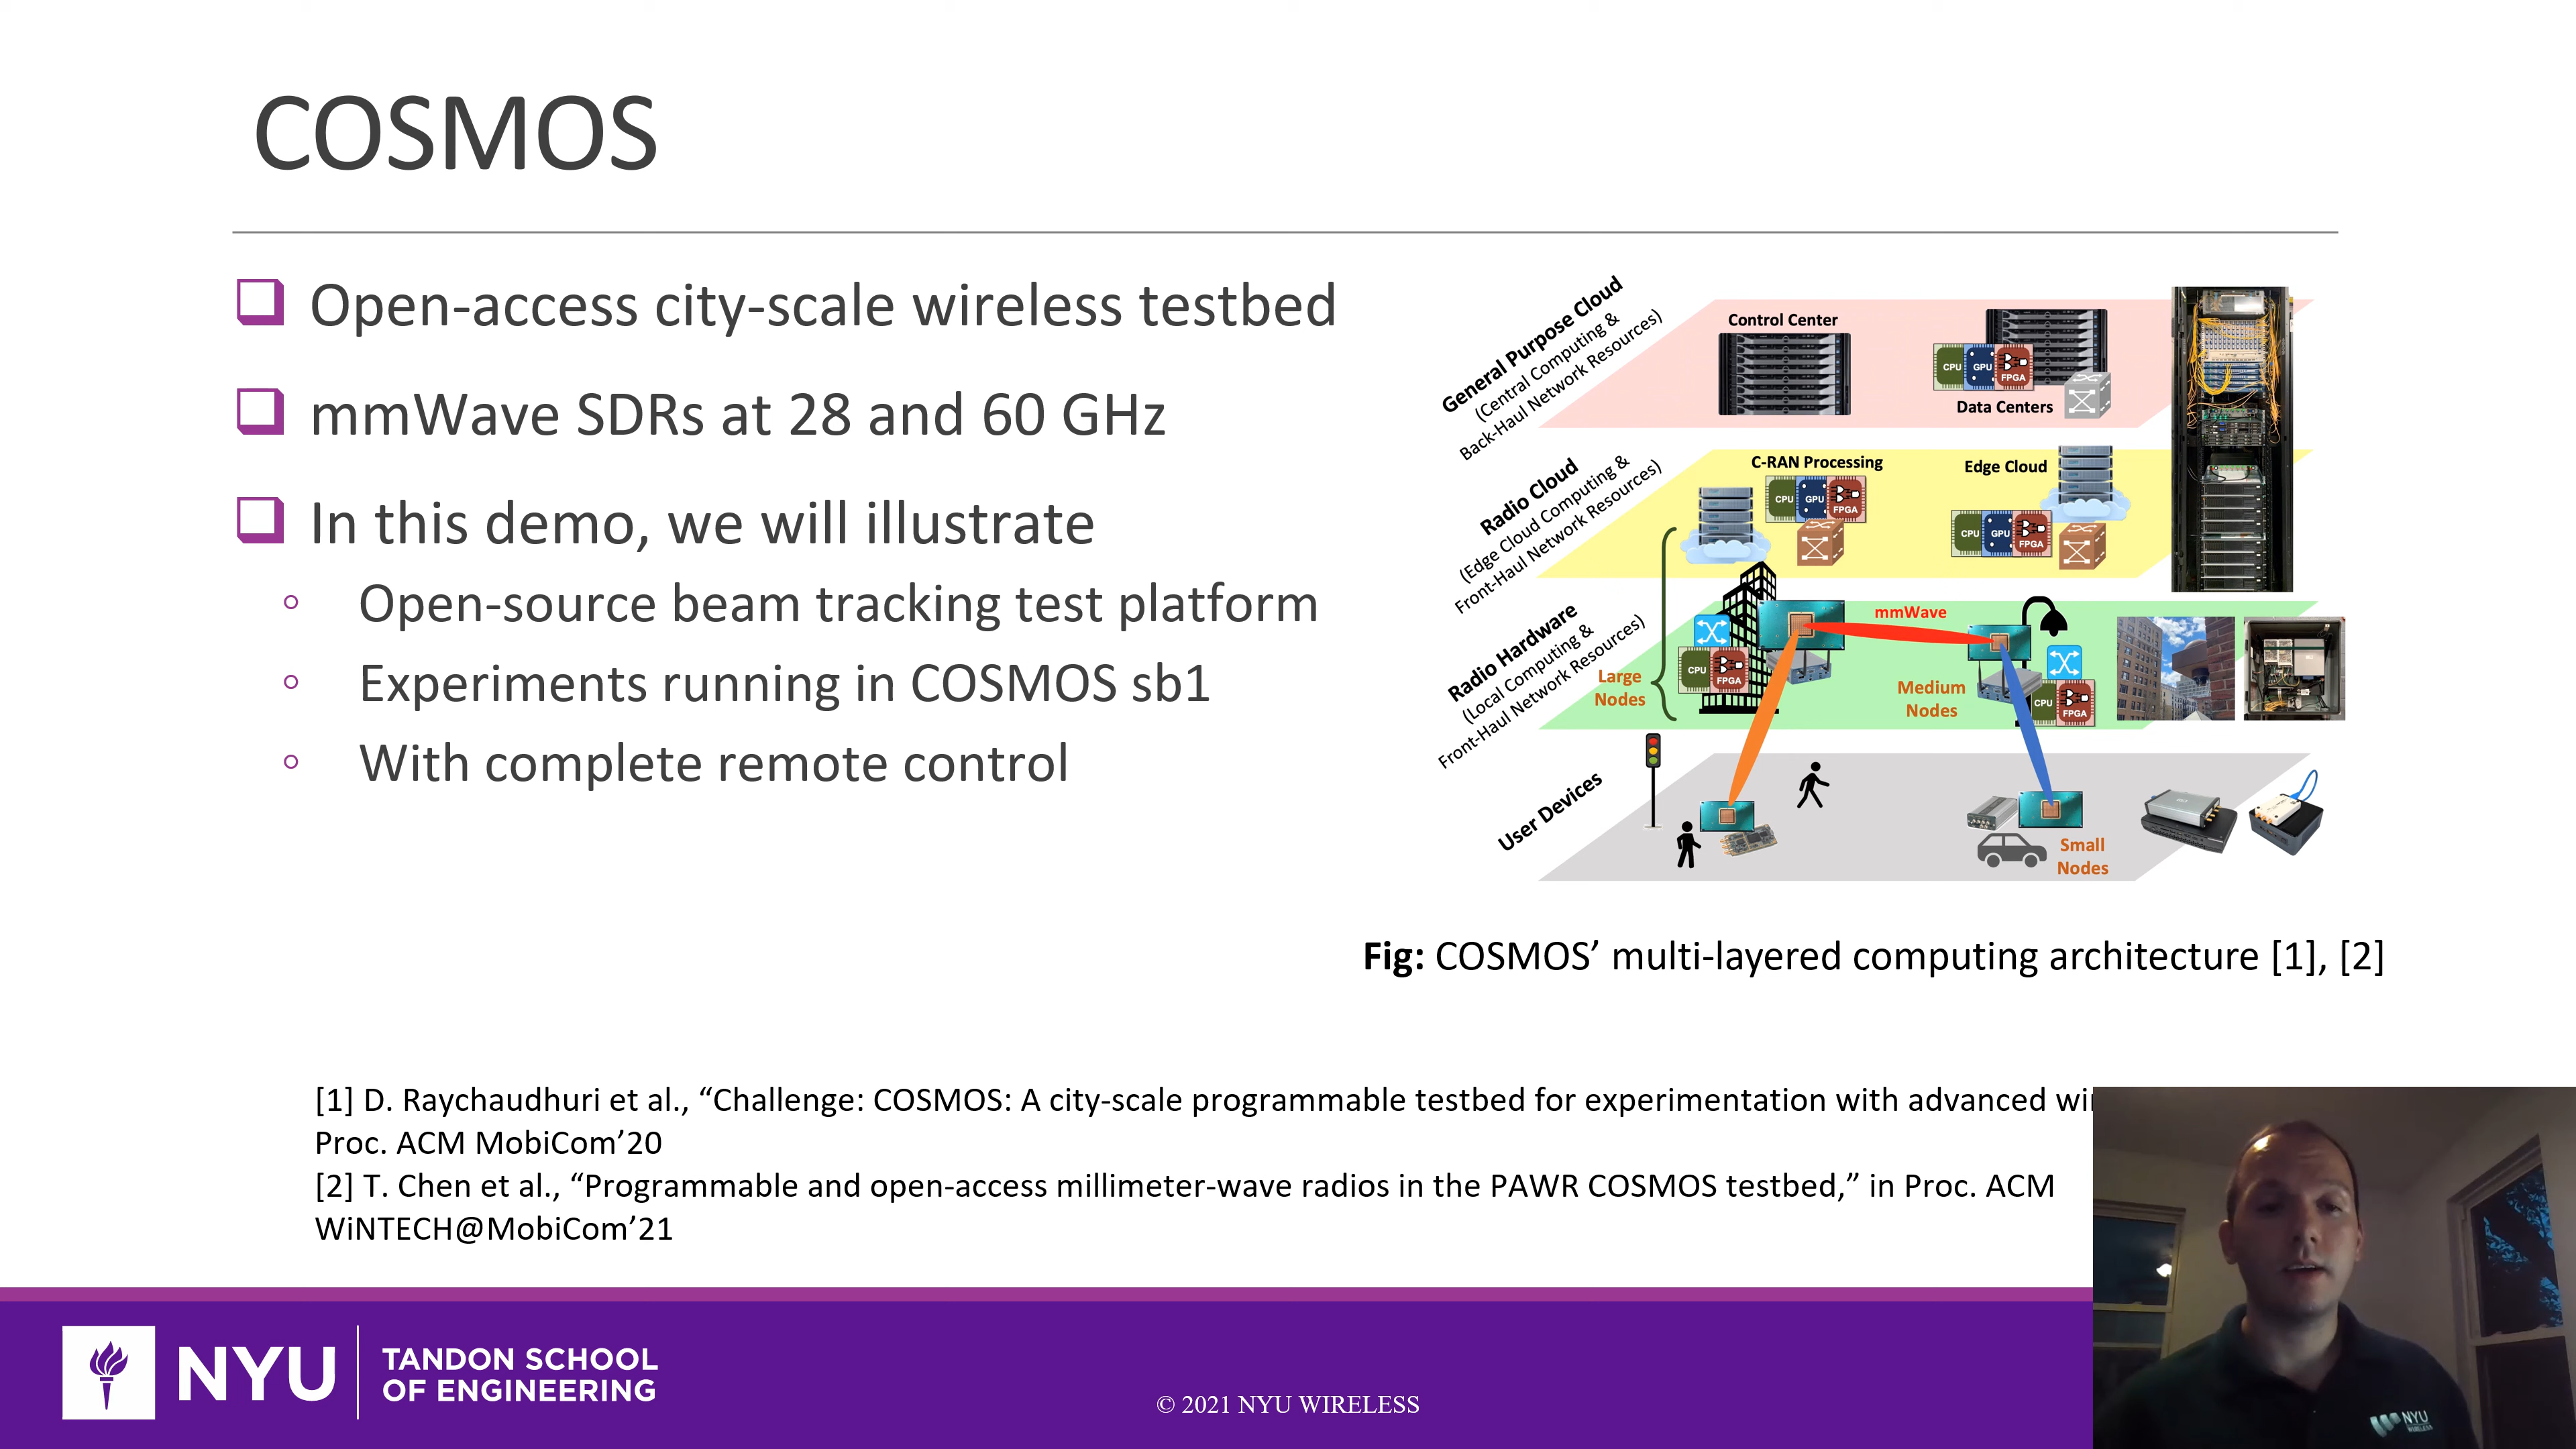 COSMOS
Open-access city-scale wireless testbed
mmWave SDRs at 28 and 60 GHz
In this demo, we will illustrate
Open-source beam tracking test platform
Experiments running in COSMOS sb1
With complete remote control
General Purpose Cloud
(Central Computing &
Back-Haul Network Resources)
Control Center
CPU GPU FPGA
Data Centers
Radio Cloud
(Edge Cloud Computing &
Front-Haul Network Resources)
C-RAN Processing
CPU GPU FPGA
Edge Cloud
CPU GPU FPGA
Radio Hardware
(Local Computing &
Front-Haul Network Resources)
Large
Nodes
CPU FPGA
mmWave
Medium
Nodes
CPU FPGA
User Devices
Small
Nodes
Fig: COSMOS’ multi-layered computing architecture [1], [2]
[1] D. Raychaudhuri et al., “Challenge: COSMOS: A city-scale programmable testbed for experimentation with advanced
Proc. ACM MobiCom’20
[2] T. Chen et al., “Programmable and open-access millimeter-wave radios in the PAWR COSMOS testbed,” in Proc. ACM
WiNTECH@MobiCom’21
NYU
TANDON SCHOOL
OF ENGINEERING
© 2021 NYU WIRELESS
NYU
WIRELESS